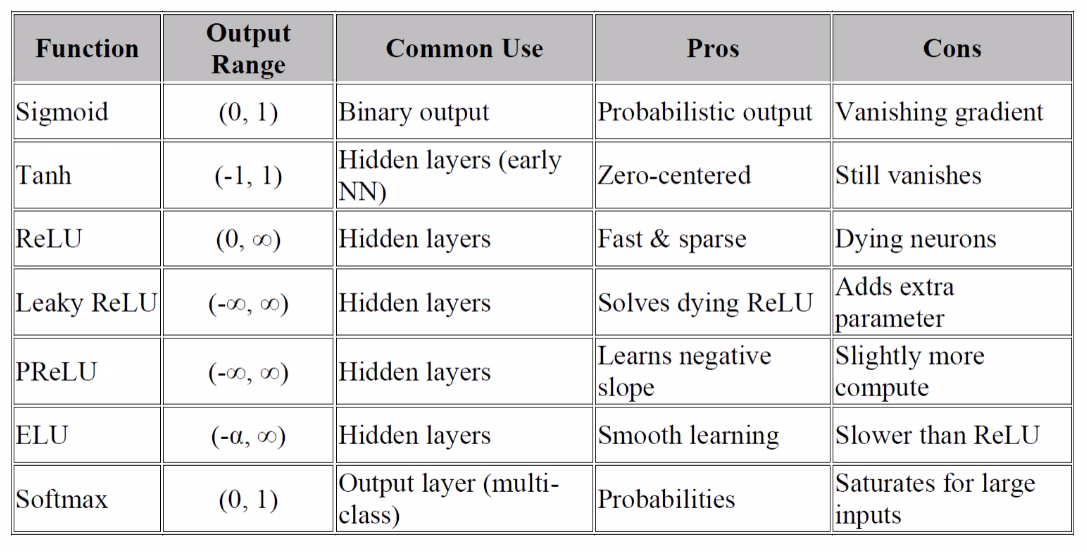 Function
Output
Range
Common Use
Pros
Cons
Sigmoid
(0, 1)
Binary output
Probabilistic output
Vanishing gradient
Tanh
(-1, 1)
Hidden layers (early
NN)
Zero-centered
Still vanishes
ReLU
(0, ∞)
Hidden layers
Fast & sparse
Dying neurons
Leaky ReLU
(-∞, ∞)
Hidden layers
Solves dying ReLU
Adds extra
parameter
PReLU
(-∞, ∞)
Hidden layers
Learns negative
slope
Slightly more
compute
ELU
(-α, ∞)
Hidden layers
Smooth learning
Slower than ReLU
Softmax
(0, 1)
Output layer (multi-
class)
Probabilities
Saturates for large
inputs